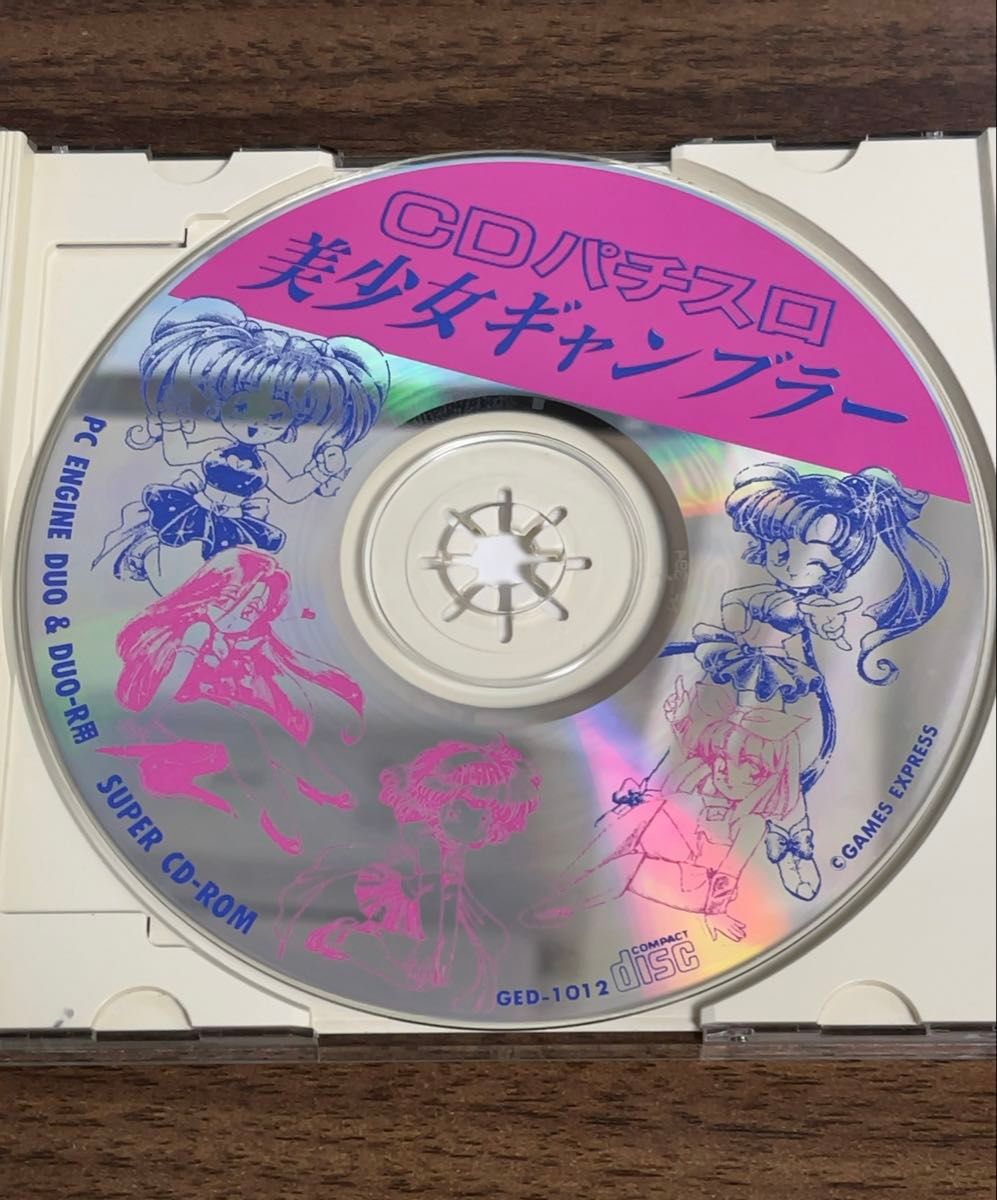 CDパチスロ
美少女ギャンブラー
PC ENGINE DUO & DUO-R用
SUPER CD-ROM
©GAMES EXPRESS
GED-1012
COMPACT
disc